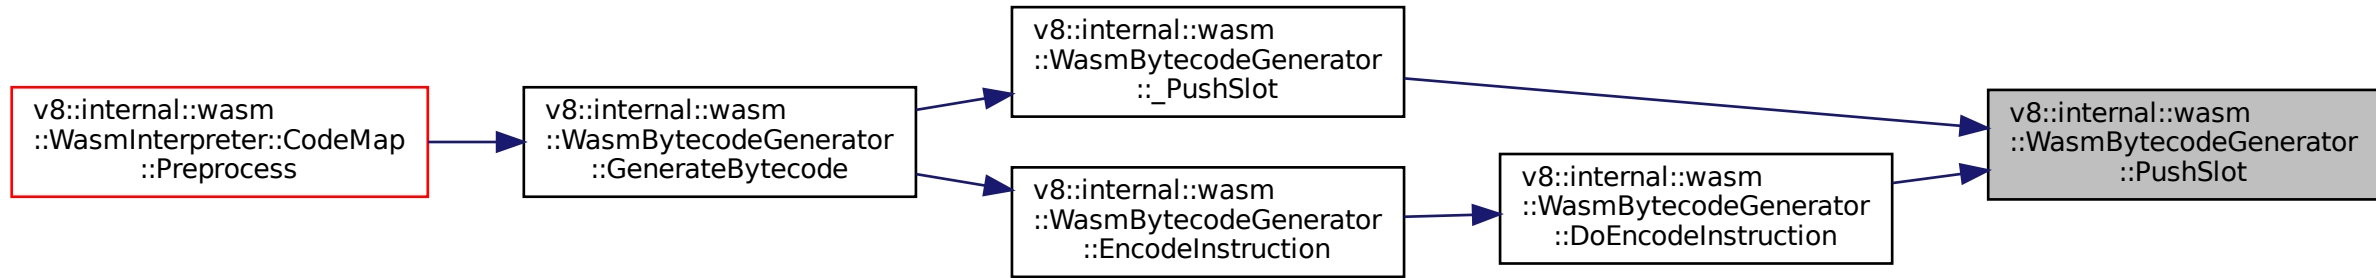 v8::internal::wasm
::WasmInterpreter::CodeMap
::Preprocess
v8::internal::wasm
::WasmBytecodeGenerator
::GenerateBytecode
v8::internal::wasm
::WasmBytecodeGenerator
::_PushSlot
v8::internal::wasm
::WasmBytecodeGenerator
::EncodeInstruction
v8::internal::wasm
::WasmBytecodeGenerator
::DoEncodeInstruction
v8::internal::wasm
::WasmBytecodeGenerator
::PushSlot